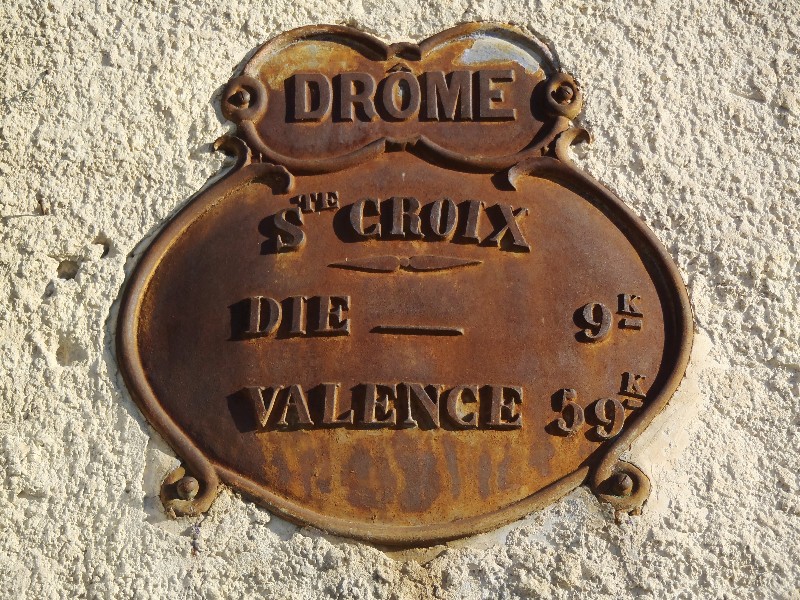 DRÔME
STE CROIX
DIE — 9K
VALENCE 59K